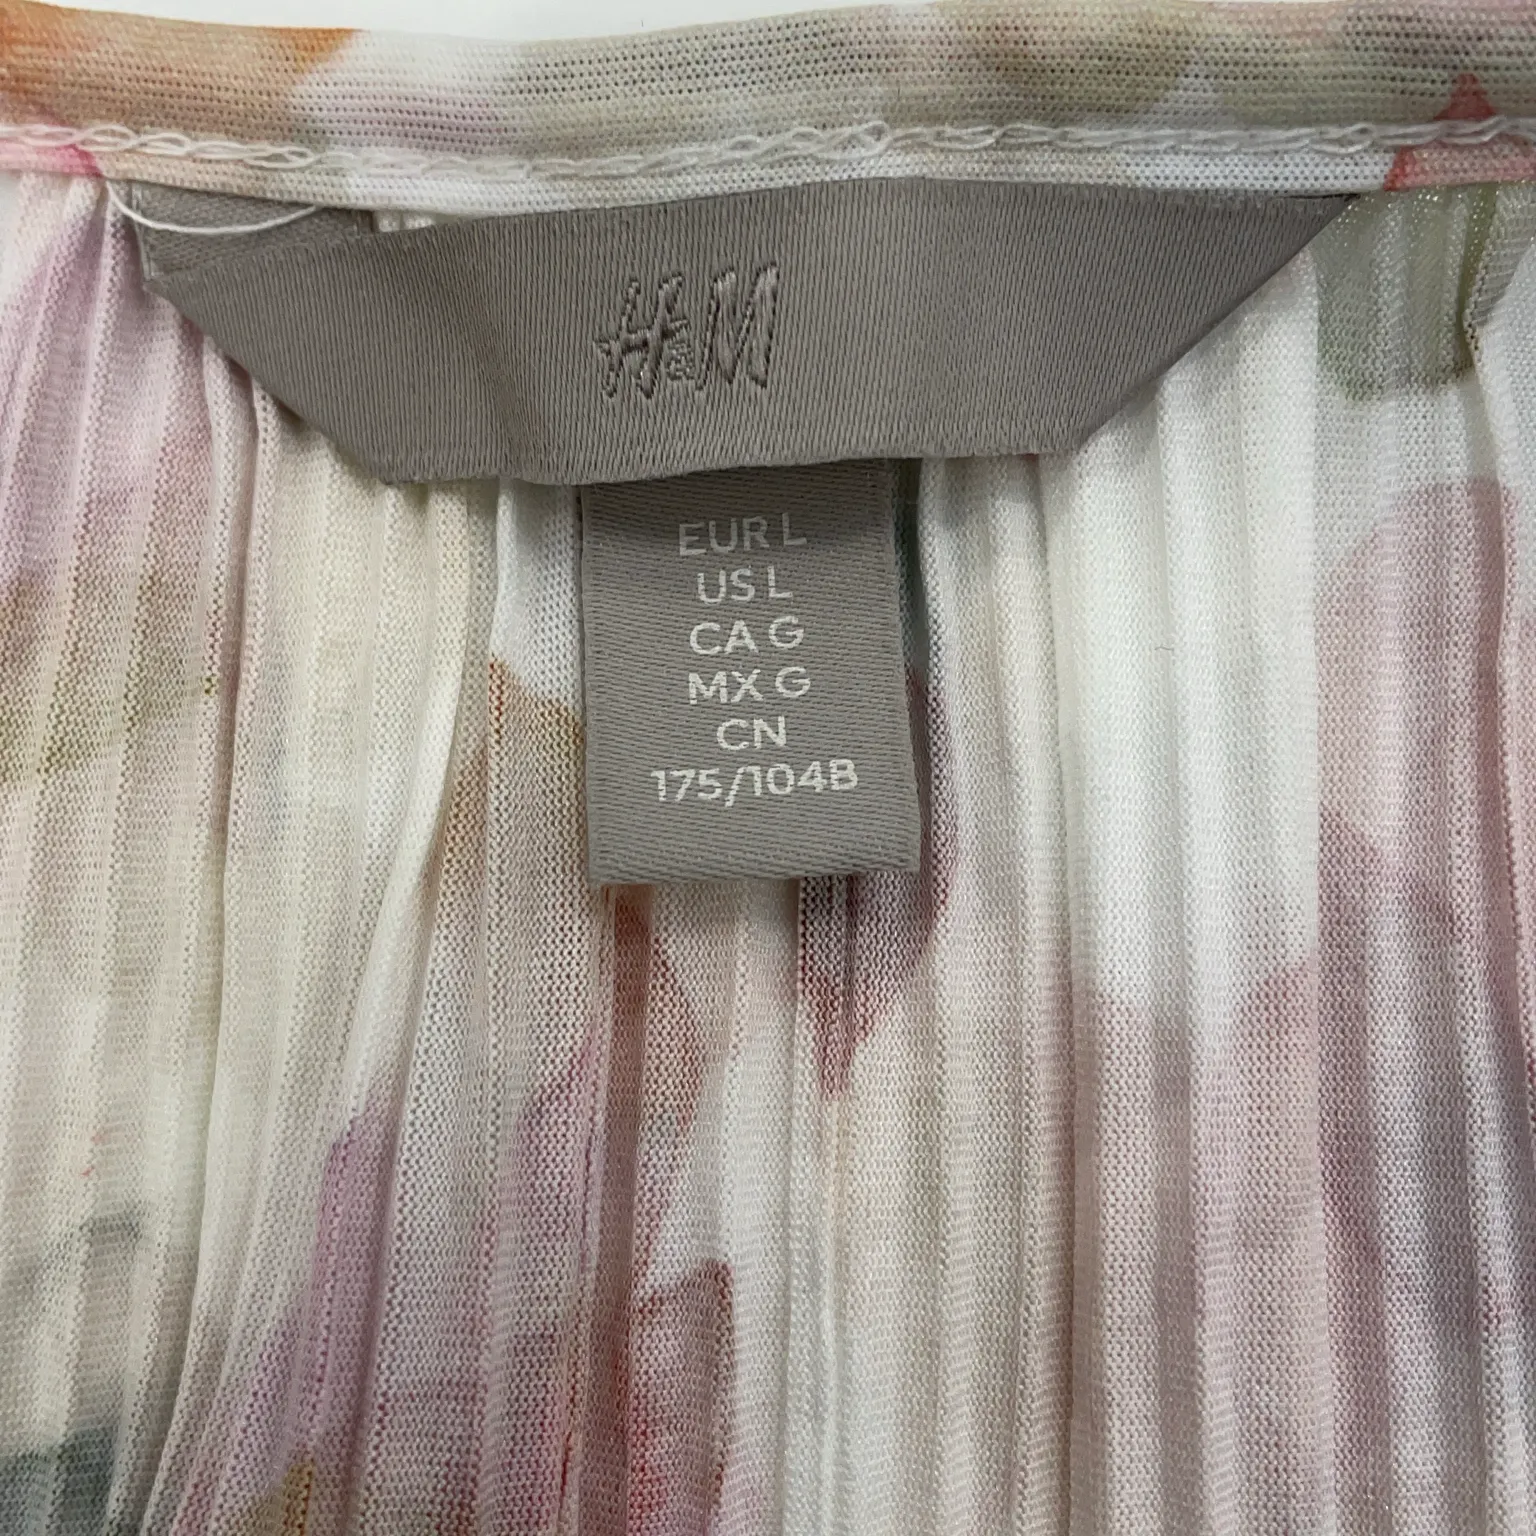 H&M
EUR L
US L
CA G
MX G
CN
175/104B